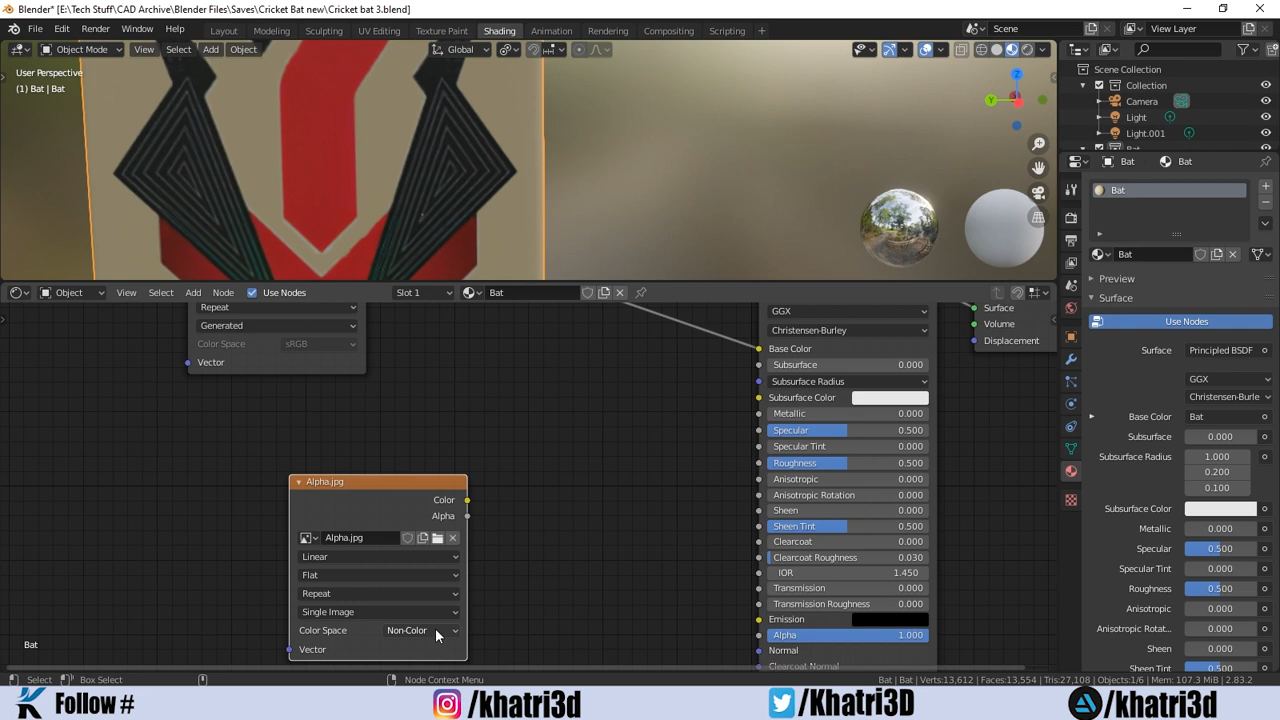 Blender* [E:\Tech Stuff\CAD Archive\Blender Files\Saves\Cricket Bat new\Cricket bat 3.blend]
File Edit Render Window Help Layout Modeling Sculpting UV Editing Texture Paint Shading Animation Rendering Compositing Scripting + Scene View Layer
Object Mode View Select Add Object Global
User Perspective
(1) Bat | Bat
Z
Y
Scene Collection
Collection
Camera
Light
Light.001
Bat Bat
Bat
Bat
Preview
Surface
Use Nodes
Surface Principled BSDF
GGX
Christensen-Burle
Base Color Bat
Subsurface 0.000
Subsurface Radius 1.000
0.200
0.100
Subsurface Color
Metallic 0.000
Specular 0.500
Specular Tint 0.000
Roughness 0.500
Anisotropic 0.000
Anisotropic Rotat... 0.000
Sheen 0.000
Sheen Tint 0.500
Object View Select Add Node Use Nodes Slot 1 Bat
Repeat
Generated
Color Space sRGB
Vector
Alpha.jpg
Color
Alpha
Alpha.jpg
Linear
Flat
Repeat
Single Image
Color Space Non-Color
Vector
GGX
Christensen-Burley
Base Color
Subsurface 0.000
Subsurface Radius
Subsurface Color
Metallic 0.000
Specular 0.500
Specular Tint 0.000
Roughness 0.500
Anisotropic 0.000
Anisotropic Rotation 0.000
Sheen 0.000
Sheen Tint 0.500
Clearcoat 0.000
Clearcoat Roughness 0.030
IOR 1.450
Transmission 0.000
Transmission Roughness 0.000
Emission
Alpha 1.000
Normal
Clearcoat Normal
Surface
Volume
Displacement
Bat
Select Box Select Node Context Menu Bat | Bat | Verts:13,612 | Faces:13,554 | Tris:27,108 | Objects:1/6 | Mem: 107.3 MiB | 2.83.2
Follow # /khatri3d /Khatri3D /khatri3d